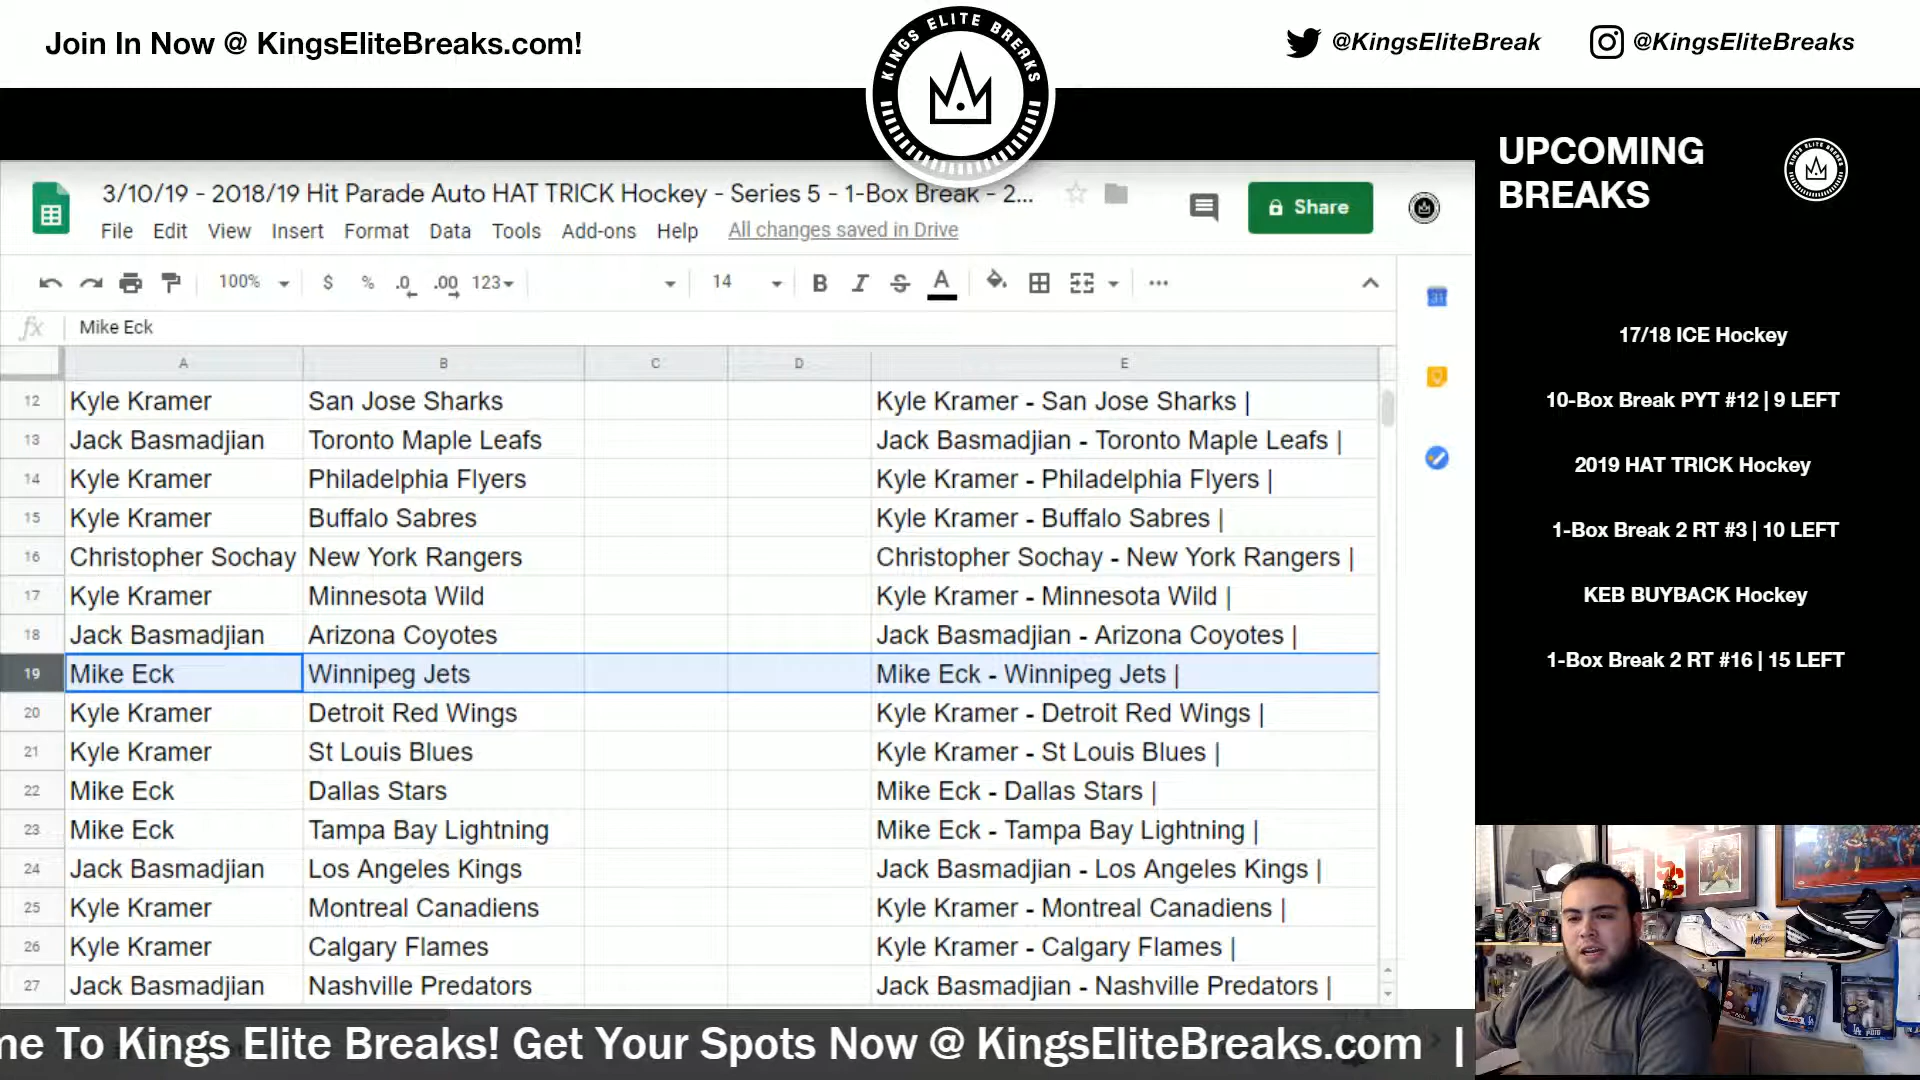 Join In Now @ KingsEliteBreaks.com!
KINGS ELITE BREAKS
@KingsEliteBreak
@KingsEliteBreaks
UPCOMING
BREAKS
17/18 ICE Hockey
10-Box Break PYT #12 | 9 LEFT
2019 HAT TRICK Hockey
1-Box Break 2 RT #3 | 10 LEFT
KEB BUYBACK Hockey
1-Box Break 2 RT #16 | 15 LEFT
3/10/19 - 2018/19 Hit Parade Auto HAT TRICK Hockey - Series 5 - 1-Box Break - 2...
Share
File Edit View Insert Format Data Tools Add-ons Help All changes saved in Drive
100% $ % .0 .00 123 14 B I S A ...
fx Mike Eck
A B C D E
12 Kyle Kramer San Jose Sharks Kyle Kramer - San Jose Sharks |
13 Jack Basmadjian Toronto Maple Leafs Jack Basmadjian - Toronto Maple Leafs |
14 Kyle Kramer Philadelphia Flyers Kyle Kramer - Philadelphia Flyers |
15 Kyle Kramer Buffalo Sabres Kyle Kramer - Buffalo Sabres |
16 Christopher Sochay New York Rangers Christopher Sochay - New York Rangers |
17 Kyle Kramer Minnesota Wild Kyle Kramer - Minnesota Wild |
18 Jack Basmadjian Arizona Coyotes Jack Basmadjian - Arizona Coyotes |
19 Mike Eck Winnipeg Jets Mike Eck - Winnipeg Jets |
20 Kyle Kramer Detroit Red Wings Kyle Kramer - Detroit Red Wings |
21 Kyle Kramer St Louis Blues Kyle Kramer - St Louis Blues |
22 Mike Eck Dallas Stars Mike Eck - Dallas Stars |
23 Mike Eck Tampa Bay Lightning Mike Eck - Tampa Bay Lightning |
24 Jack Basmadjian Los Angeles Kings Jack Basmadjian - Los Angeles Kings |
25 Kyle Kramer Montreal Canadiens Kyle Kramer - Montreal Canadiens |
26 Kyle Kramer Calgary Flames Kyle Kramer - Calgary Flames |
27 Jack Basmadjian Nashville Predators Jack Basmadjian - Nashville Predators |
me To Kings Elite Breaks! Get Your Spots Now @ KingsEliteBreaks.com |